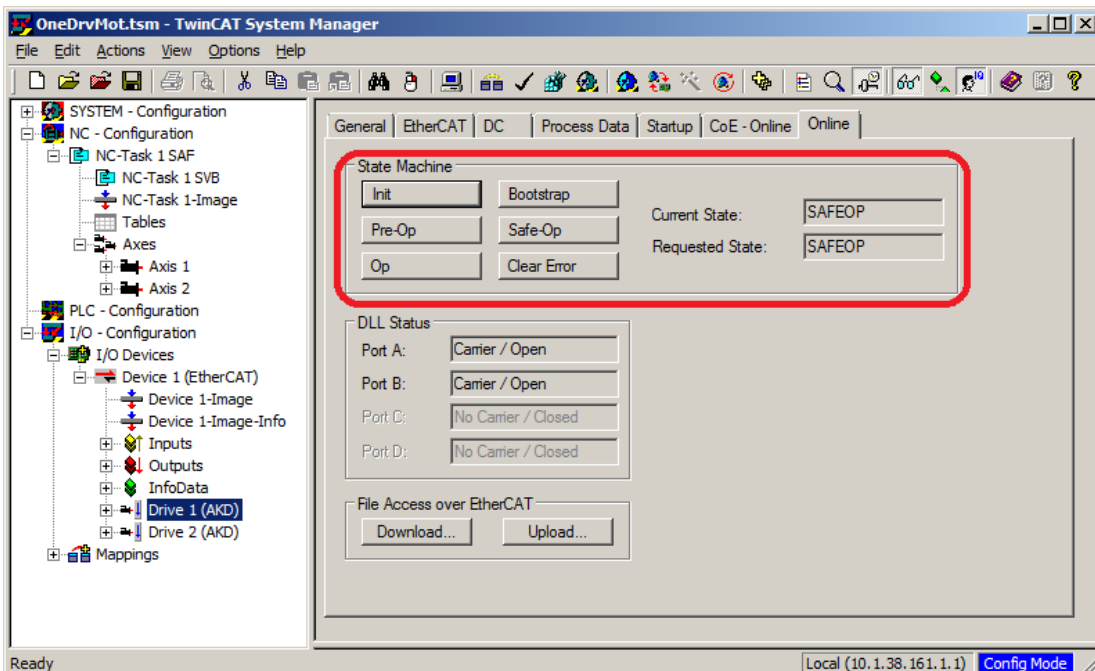 OneDrvMot.tsm - TwinCAT System Manager
File Edit Actions View Options Help
SYSTEM - Configuration
NC - Configuration
NC-Task 1 SAF
NC-Task 1 SVB
NC-Task 1-Image
Tables
Axes
Axis 1
Axis 2
PLC - Configuration
I/O - Configuration
I/O Devices
Device 1 (EtherCAT)
Device 1-Image
Device 1-Image-Info
Inputs
Outputs
InfoData
Drive 1 (AKD)
Drive 2 (AKD)
Mappings
General EtherCAT DC Process Data Startup CoE - Online Online
State Machine
Init Bootstrap
Pre-Op Safe-Op
Op Clear Error
Current State: SAFEOP
Requested State: SAFEOP
DLL Status
Port A: Carrier / Open
Port B: Carrier / Open
Port C: No Carrier / Closed
Port D: No Carrier / Closed
File Access over EtherCAT
Download... Upload...
Ready Local (10.1.38.161.1.1) Config Mode